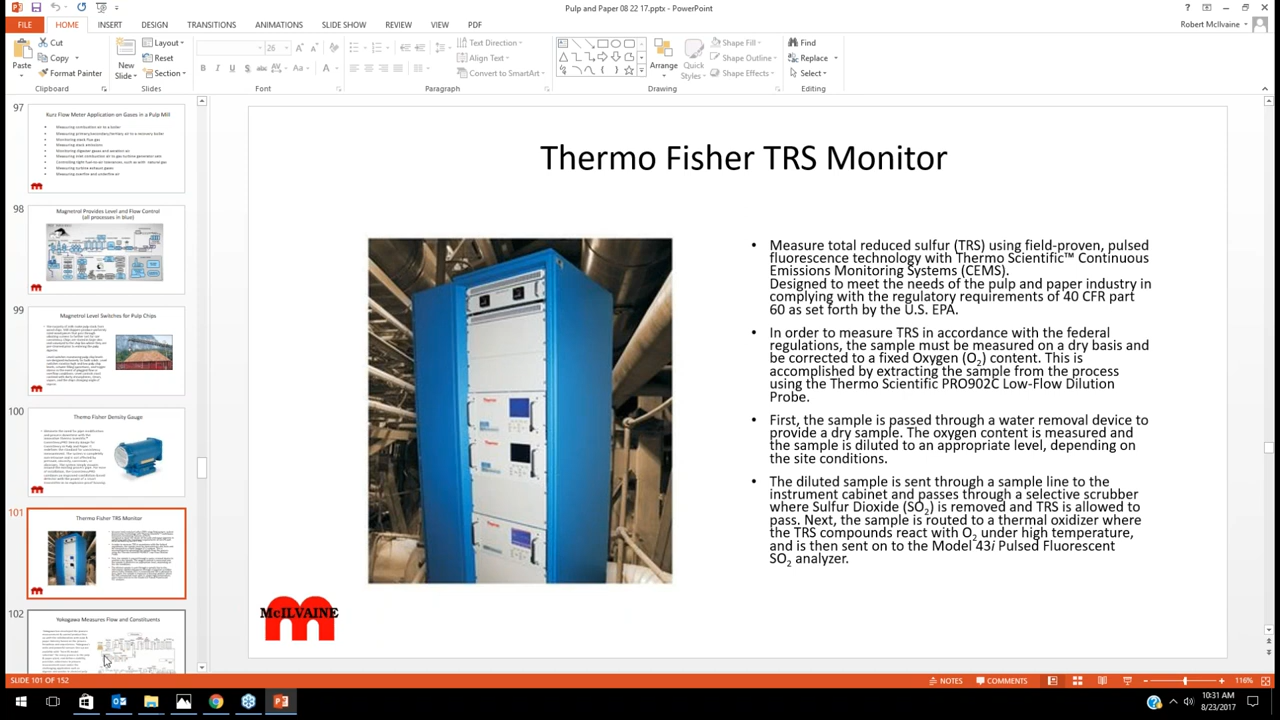 Pulp and Paper 08 22 17.pptx - PowerPoint
FILE HOME INSERT DESIGN TRANSITIONS ANIMATIONS SLIDE SHOW REVIEW VIEW PDF
Robert McIlvaine
Paste
Cut
Copy
Format Painter
Clipboard
New
Slide
Layout
Reset
Section
Slides
26
Font
Text Direction
Align Text
Convert to SmartArt
Paragraph
Arrange
Quick
Styles
Shape Fill
Shape Outline
Shape Effects
Drawing
Find
Replace
Select
Editing
97
Kurz Flow Meter Application on Gases in a Pulp Mill
98
Magnetrol Provides Level and Flow Control
(all processes in blue)
99
Magnetrol Level Switches for Pulp Chips
100
Themo Fisher Density Gauge
101
Thermo Fisher TRS Monitor
102
Yokogawa Measures Flow and Constituents
Thermo Fisher TRS Monitor
• Measure total reduced sulfur (TRS) using field-proven, pulsed
fluorescence technology with Thermo Scientific™ Continuous
Emissions Monitoring Systems (CEMS).
Designed to meet the needs of the pulp and paper industry in
complying with the regulatory requirements of 40 CFR part
60 as set forth by the U.S. EPA.
• In order to measure TRS in accordance with the federal
regulations, the sample must be measured on a dry basis and
be corrected to a fixed Oxygen (O2) content. This is
accomplished by extracting the sample from the process
using the Thermo Scientific PRO902C Low-Flow Dilution
Probe.
• First, the sample is passed through a water removal device to
provide a dry sample. The oxygen content is measured and
the sample is diluted to an appropriate level, depending on
the site conditions.
• The diluted sample is sent through a sample line to the
instrument cabinet and passes through a selective scrubber
where Sulfur Dioxide (SO2) is removed and TRS is allowed to
pass. Next, the sample is routed to a thermal oxidizer where
the TRS compounds react with O2 under high temperature,
and is then sent on to the Model 43i Pulsed Fluorescent
SO2 analyzer.
McILVAINE
SLIDE 101 OF 152
NOTES
COMMENTS
116%
10:31 AM
8/23/2017